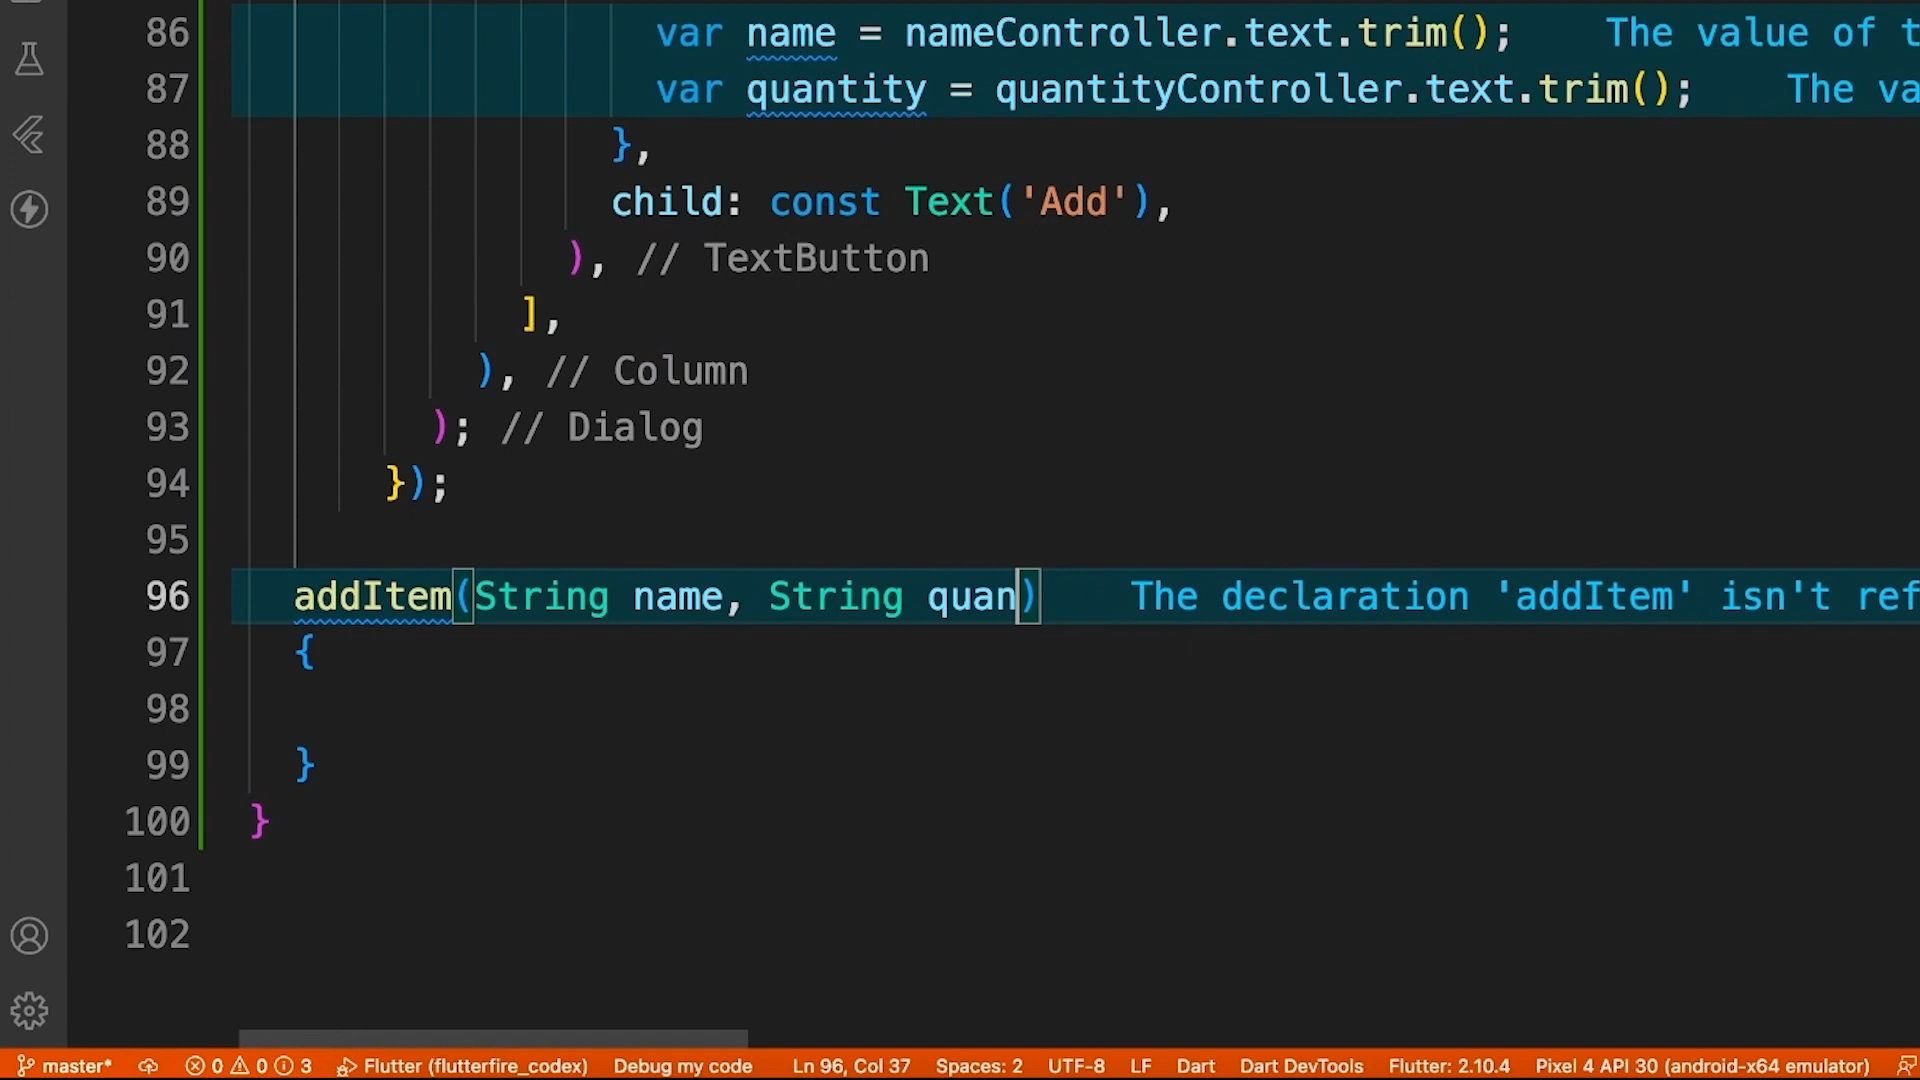 86 var name = nameController.text.trim(); The value of t
87 var quantity = quantityController.text.trim(); The va
88 },
89 child: const Text('Add'),
90 ), // TextButton
91 ],
92 ), // Column
93 ); // Dialog
94 });
95
96 addItem(String name, String quan) The declaration 'addItem' isn't ref
97 {
98
99 }
100 }
101
102
master* 0 0 3 Flutter (flutterfire_codex) Debug my code Ln 96, Col 37 Spaces: 2 UTF-8 LF Dart Dart DevTools Flutter: 2.10.4 Pixel 4 API 30 (android-x64 emulator)